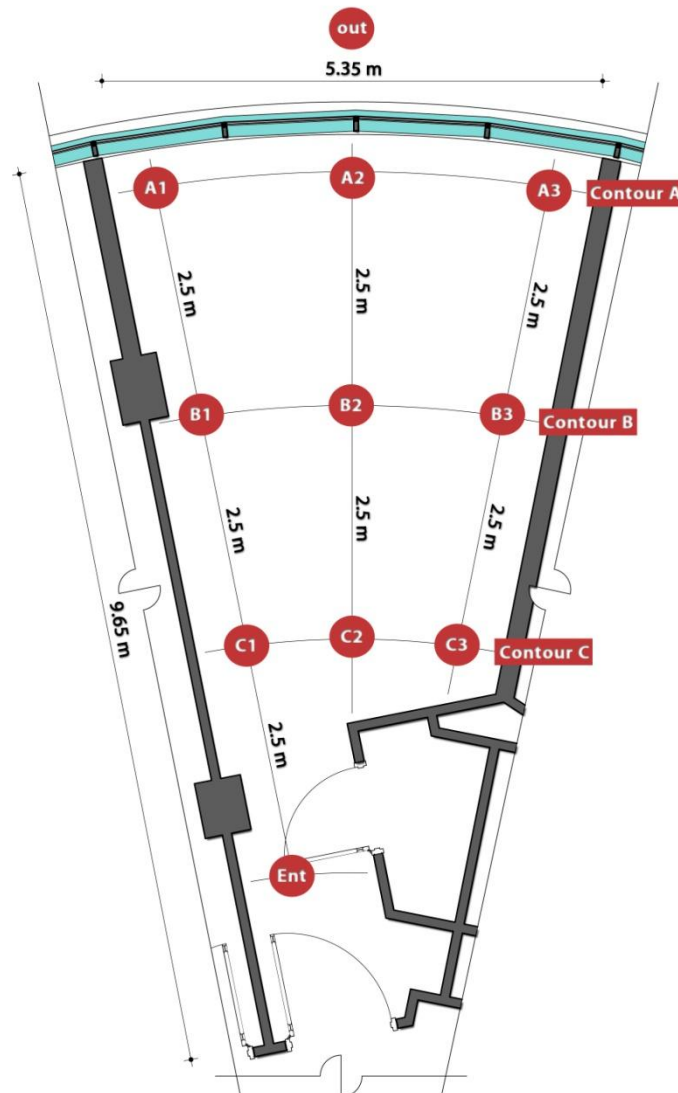 out
5.35 m
A1
A2
A3
Contour A
2.5 m
2.5 m
2.5 m
B1
B2
B3
Contour B
2.5 m
2.5 m
2.5 m
9.65 m
C1
C2
C3
Contour C
2.5 m
Ent